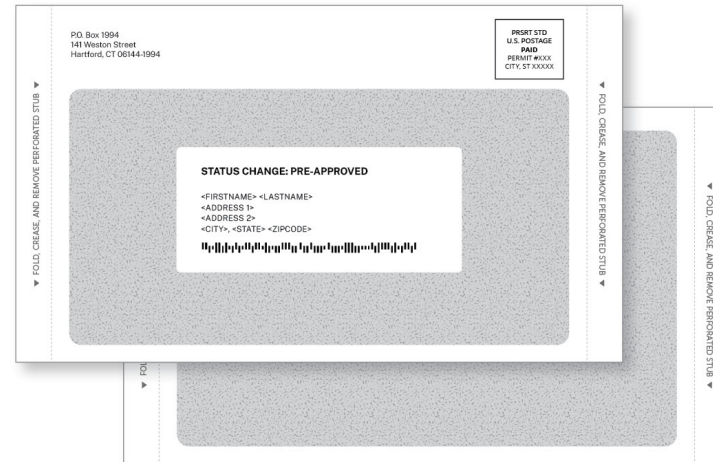 P.O. Box 1994
141 Weston Street
Hartford, CT 06144-1994
PRSRT STD
U.S. POSTAGE
PAID
PERMIT #XXX
CITY, ST XXXXX
FOLD, CREASE, AND REMOVE PERFORATED STUB
STATUS CHANGE: PRE-APPROVED
<FIRSTNAME> <LASTNAME>
<ADDRESS 1>
<ADDRESS 2>
<CITY>, <STATE> <ZIPCODE>
FOLD, CREASE, AND REMOVE PERFORATED STUB
FOL
FOLD, CREASE, AND REMOVE PERFORATED STUB